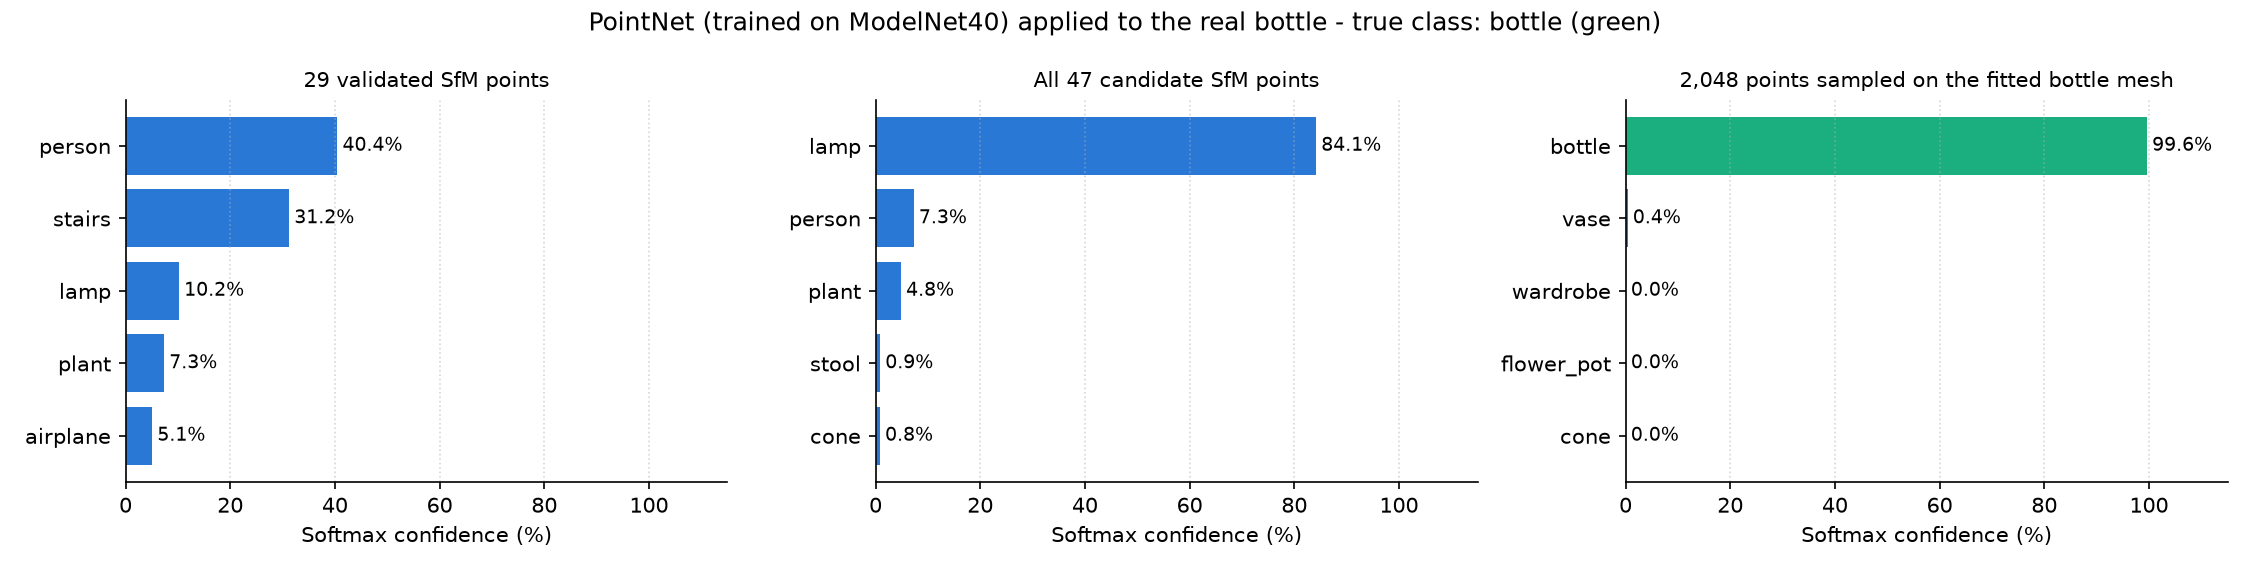 PointNet (trained on ModelNet40) applied to the real bottle - true class: bottle (green)
29 validated SfM points
person 40.4%
stairs 31.2%
lamp 10.2%
plant 7.3%
airplane 5.1%
0 20 40 60 80 100
Softmax confidence (%)
All 47 candidate SfM points
lamp 84.1%
person 7.3%
plant 4.8%
stool 0.9%
cone 0.8%
0 20 40 60 80 100
Softmax confidence (%)
2,048 points sampled on the fitted bottle mesh
bottle 99.6%
vase 0.4%
wardrobe 0.0%
flower_pot 0.0%
cone 0.0%
0 20 40 60 80 100
Softmax confidence (%)